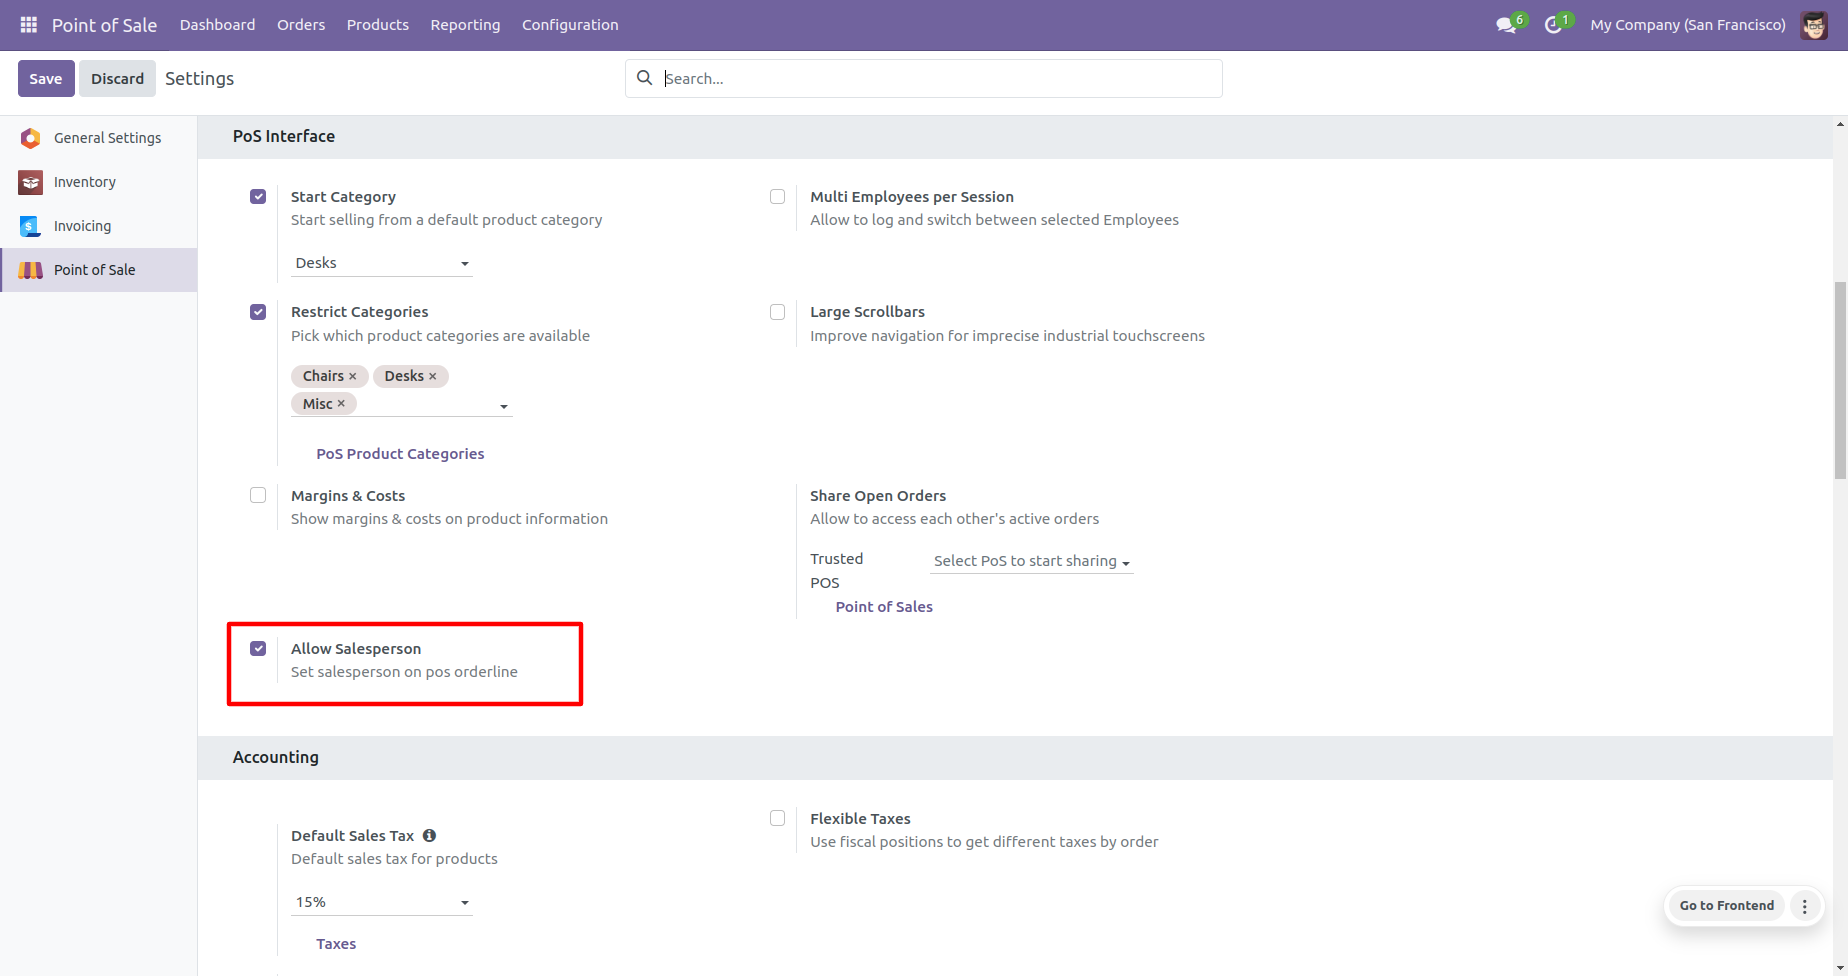 Point of Sale Dashboard Orders Products Reporting Configuration 6 1 My Company (San Francisco)
Save Discard Settings Search...
General Settings
Inventory
Invoicing
Point of Sale
PoS Interface
Start Category
Start selling from a default product category
Desks
Multi Employees per Session
Allow to log and switch between selected Employees
Restrict Categories
Pick which product categories are available
Chairs × Desks ×
Misc ×
PoS Product Categories
Large Scrollbars
Improve navigation for imprecise industrial touchscreens
Margins & Costs
Show margins & costs on product information
Share Open Orders
Allow to access each other's active orders
Trusted POS Select PoS to start sharing
Point of Sales
Allow Salesperson
Set salesperson on pos orderline
Accounting
Default Sales Tax
Default sales tax for products
15%
Taxes
Flexible Taxes
Use fiscal positions to get different taxes by order
Go to Frontend